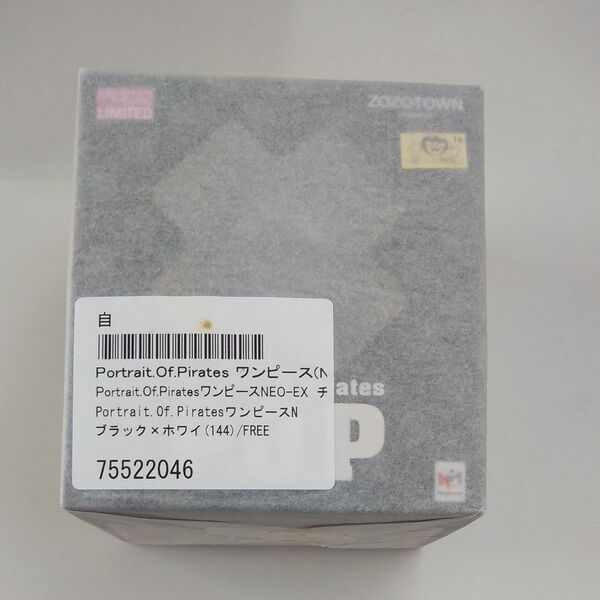 LIMITED
ZOZOTOWN
16
自
Portrait.Of.Pirates ワンピース(N
Portrait.Of.PiratesワンピースNEO-EX チ
Portrait.Of.PiratesワンピースN
ブラック×ホワイ(144)/FREE
75522046
rates
P